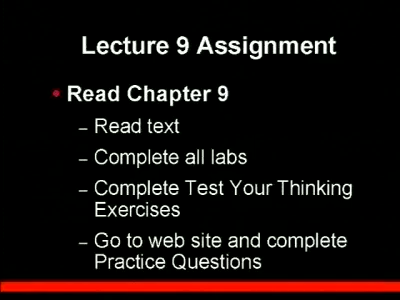 Lecture 9 Assignment
• Read Chapter 9
– Read text
– Complete all labs
– Complete Test Your Thinking
Exercises
– Go to web site and complete
Practice Questions